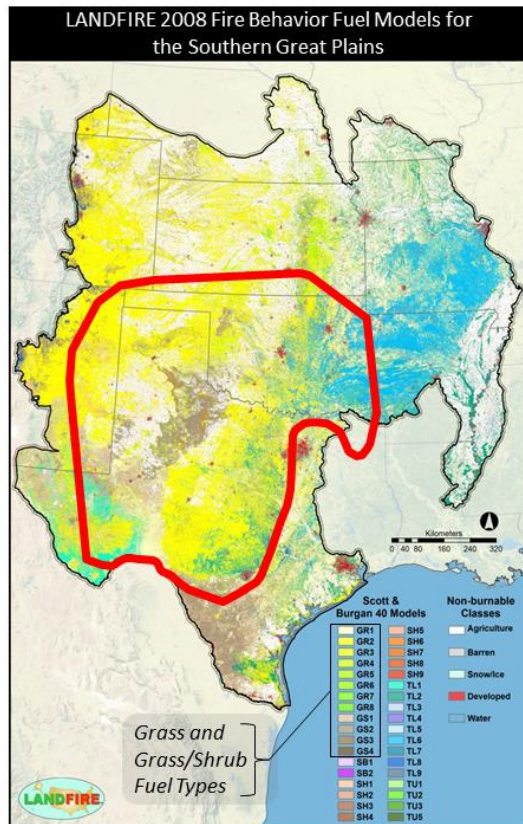 LANDFIRE 2008 Fire Behavior Fuel Models for
the Southern Great Plains
Kilometers
0 40 80 160 240 320
Scott &
Burgan 40 Models
GR1
GR2
GR3
GR4
GR5
GR6
GR7
GR8
GS1
GS2
GS3
GS4
SB1
SB2
SH1
SH2
SH3
SH4
SH5
SH6
SH7
SH8
SH9
TL1
TL2
TL3
TL4
TL5
TL6
TL7
TL8
TL9
TU1
TU2
TU3
TU5
Non-burnable
Classes
Agriculture
Barren
Snow/Ice
Developed
Water
Grass and
Grass/Shrub
Fuel Types
LANDFIRE